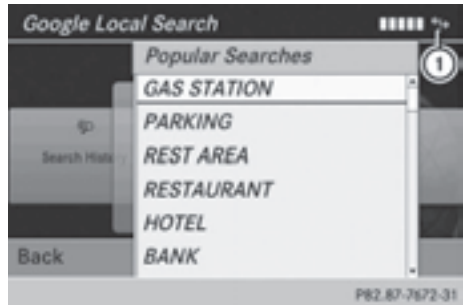 Google Local Search
1
Popular Searches
GAS STATION
PARKING
Search
REST AREA
RESTAURANT
HOTEL
Back
BANK
P82.87-7672-31